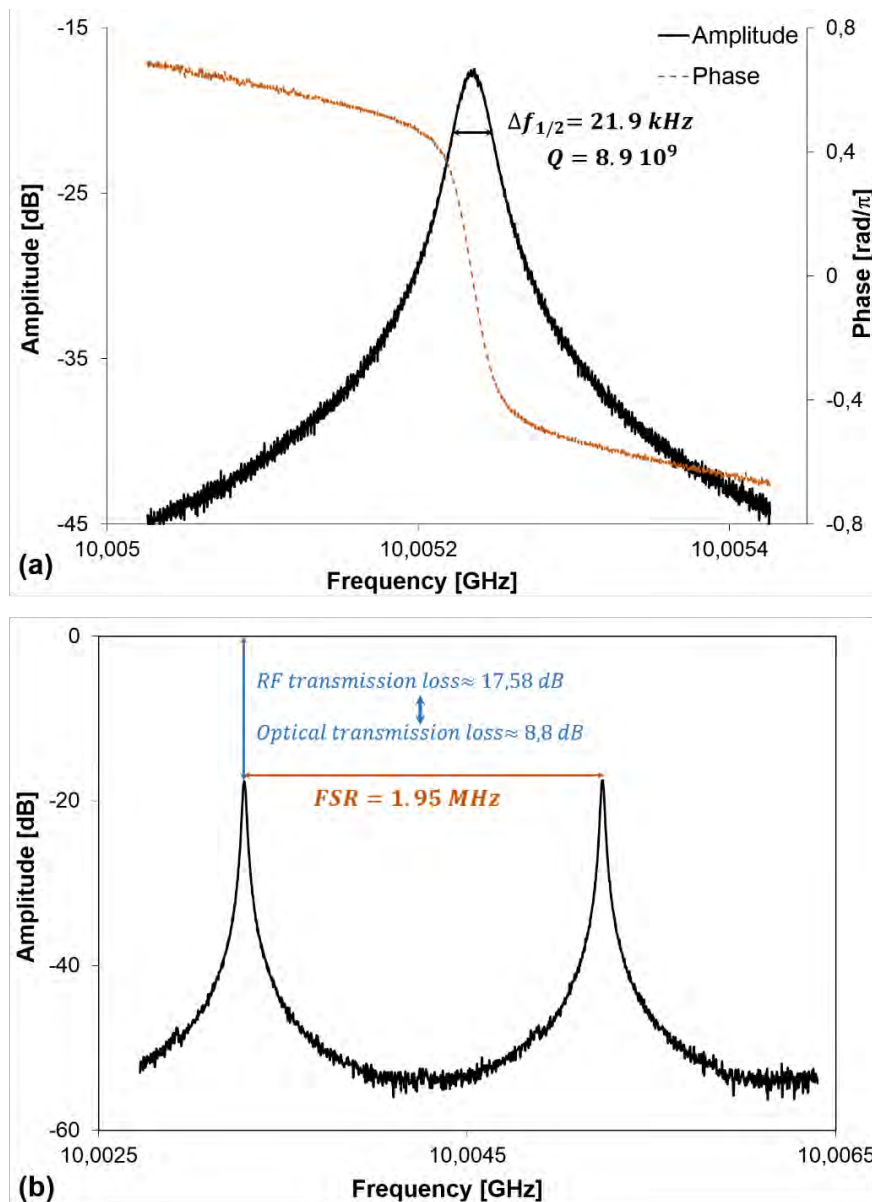 -15
-25
-35
-45
Amplitude [dB]
Amplitude
Phase
Δf1/2 = 21.9 kHz
Q = 8.9 10⁹
0,8
0,4
0
-0,4
-0,8
Phase [rad/π]
10,005
10,0052
10,0054
Frequency [GHz]
(a)
0
-20
-40
-60
Amplitude [dB]
RF transmission loss≈ 17,58 dB
Optical transmission loss≈ 8,8 dB
FSR = 1.95 MHz
10,0025
10,0045
10,0065
Frequency [GHz]
(b)